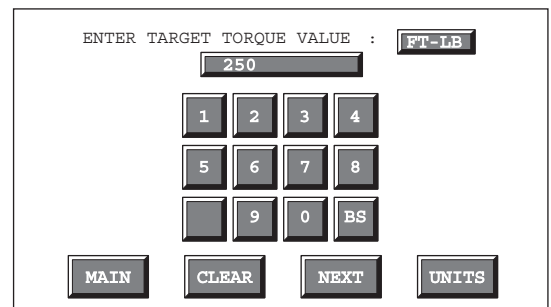 ENTER TARGET TORQUE VALUE : FT-LB
250
1 2 3 4
5 6 7 8
9 0 BS
MAIN CLEAR NEXT UNITS